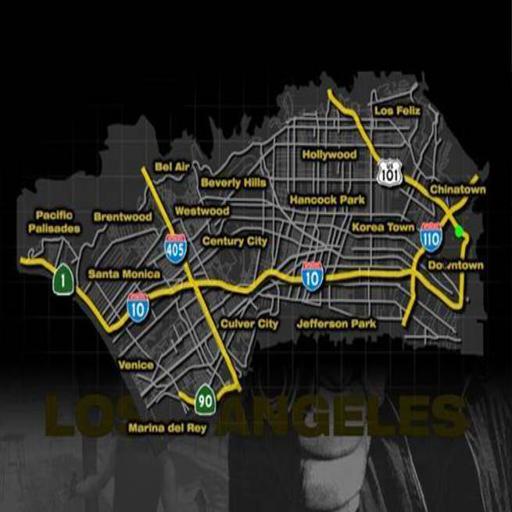 Los Feliz
Hollywood
US
101
Bel Air
Beverly Hills
Chinatown
Hancock Park
Westwood
Pacific
Palisades
Brentwood
Korea Town
Century City
405
110
Downtown
Santa Monica
1
10
10
Culver City
Jefferson Park
Venice
90
LOS ANGELES
Marina del Rey